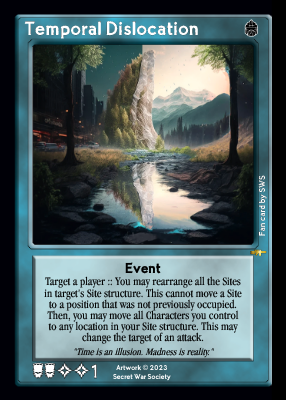 Temporal Dislocation
Fan card by SWS
Event
Target a player :: You may rearrange all the Sites
in target's Site structure. This cannot move a Site
to a position that was not previously occupied.
Then, you may move all Characters you control
to any location in your Site structure. This may
change the target of an attack.
"Time is an illusion. Madness is reality."
1
Artwork © 2023
Secret War Society